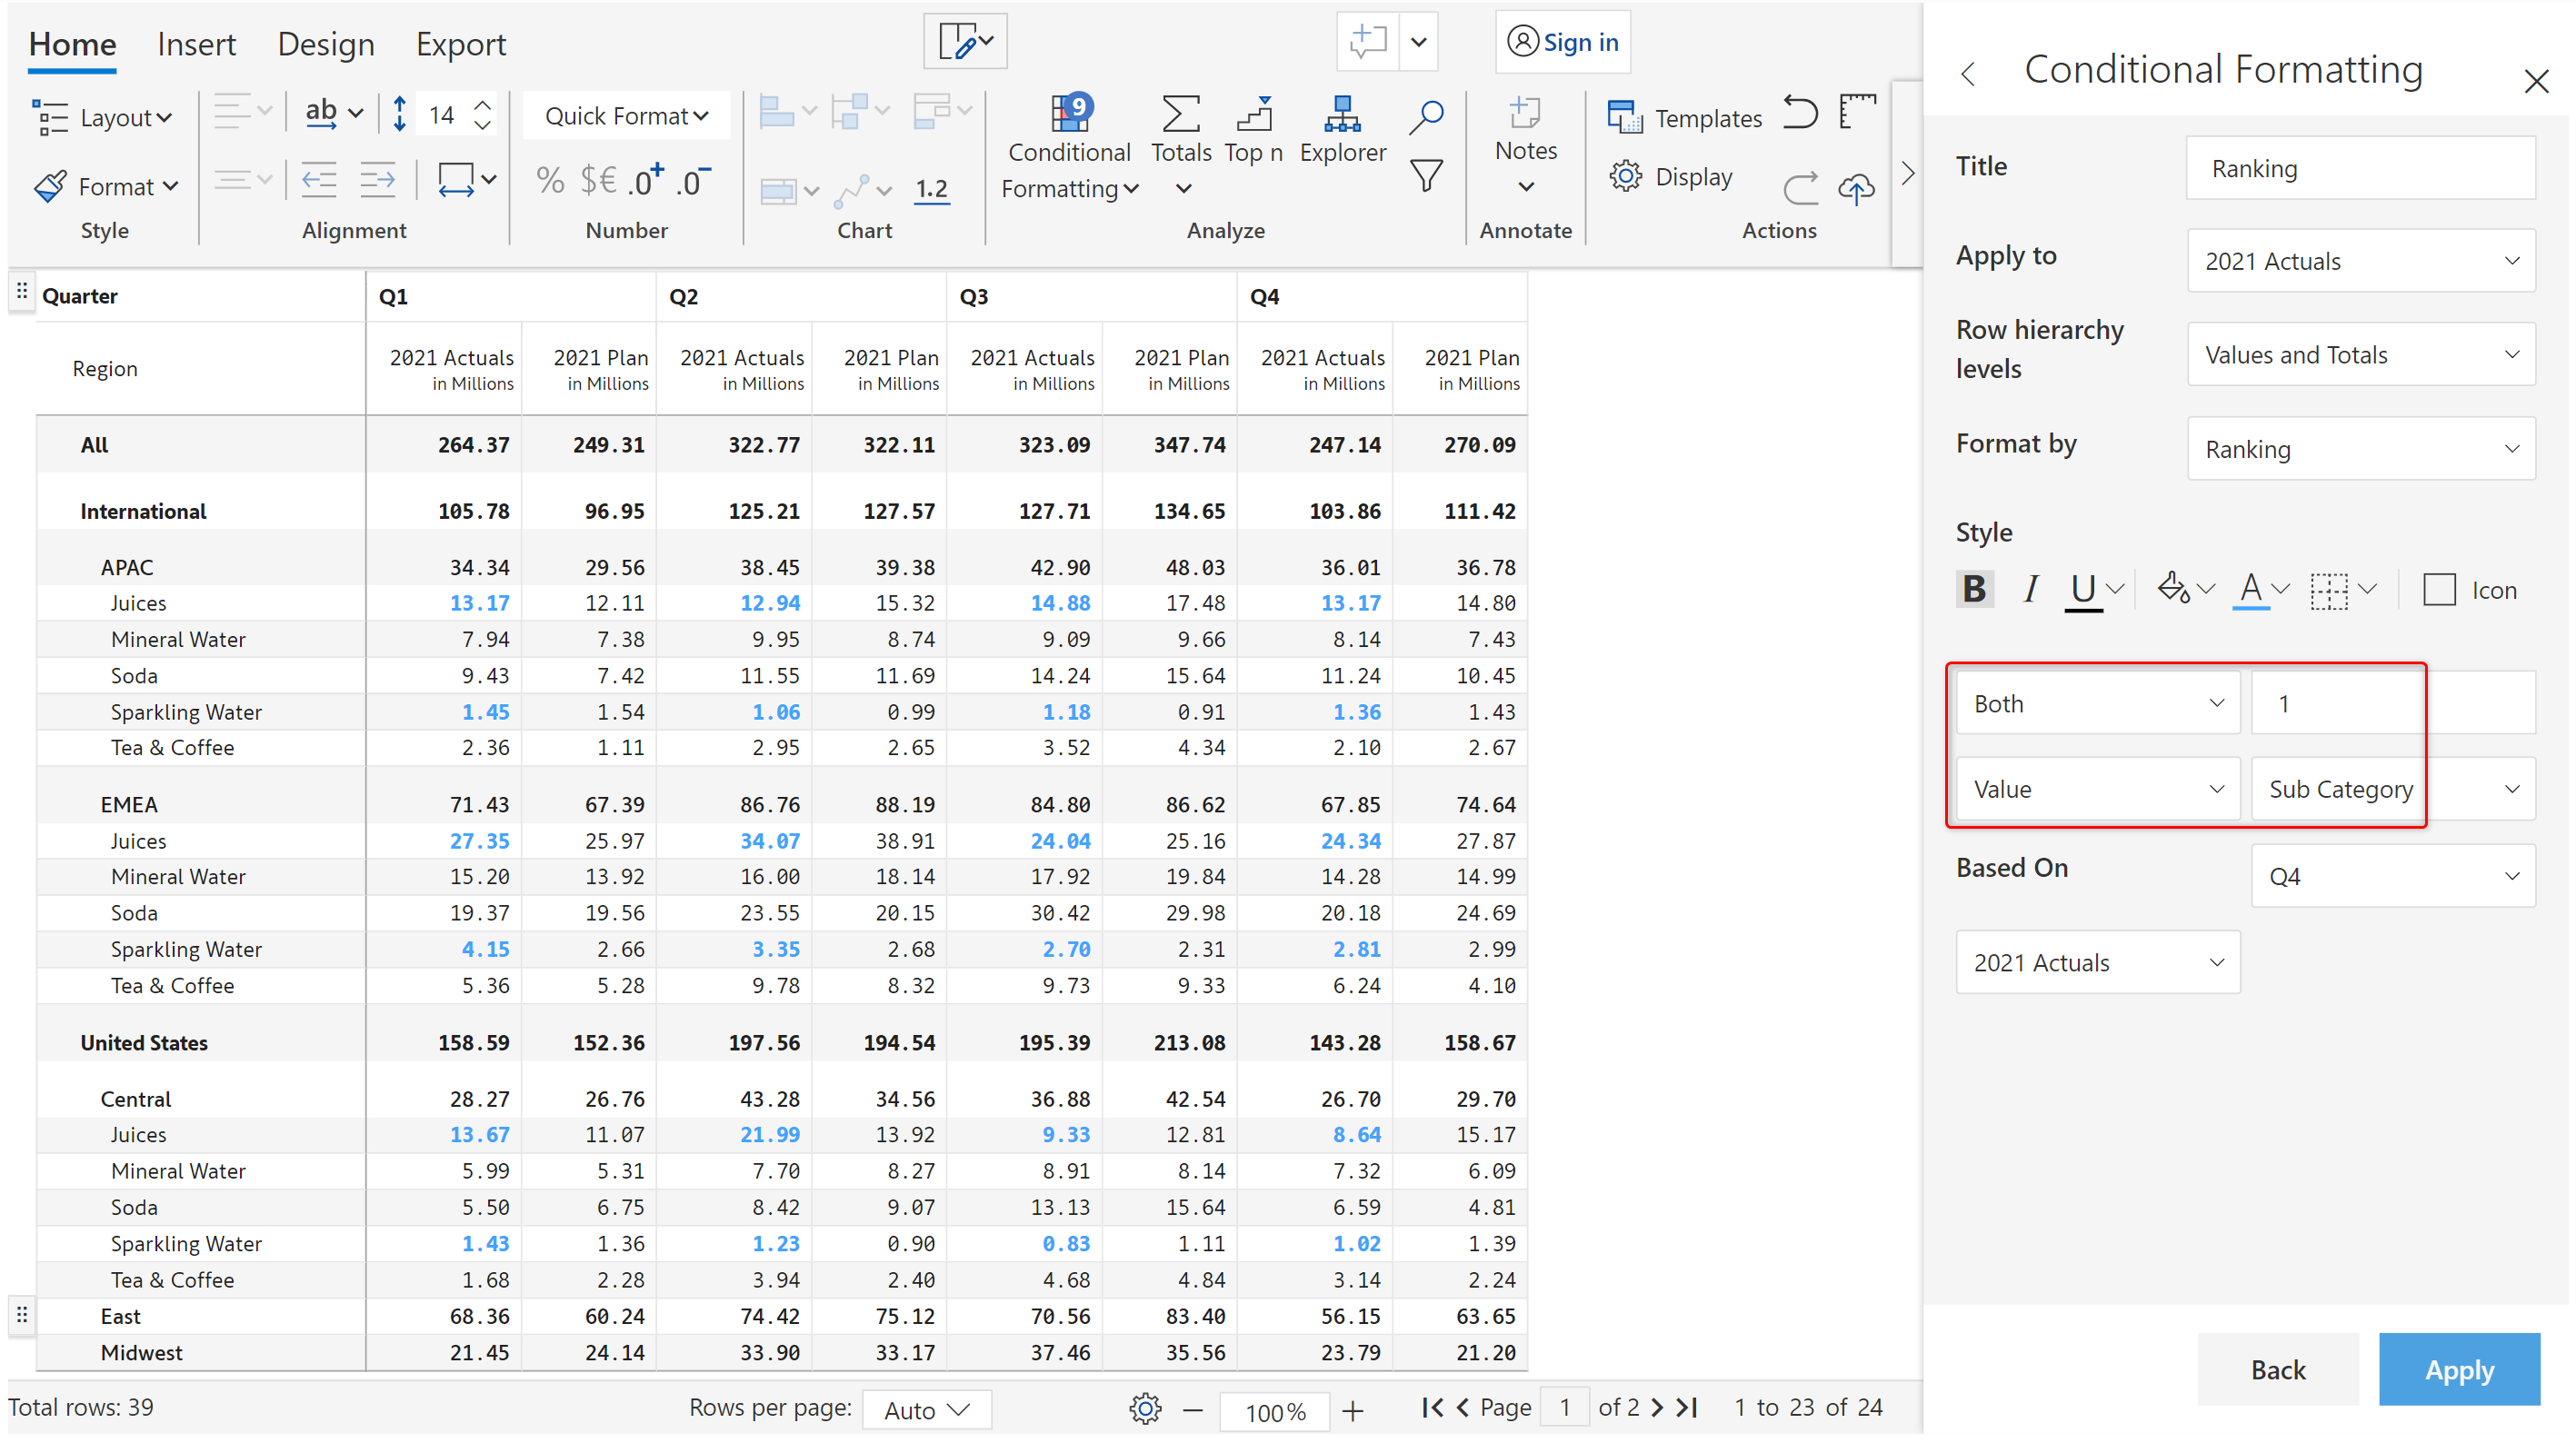 Home Insert Design Export Sign in
Layout ab 14 Quick Format 9 Templates
Conditional Totals Top n Explorer Notes
Format % $€ .0+ .0- 1.2 Formatting Display
Style Alignment Number Chart Analyze Annotate Actions
Quarter Q1 Q2 Q3 Q4
Region 2021 Actuals 2021 Plan 2021 Actuals 2021 Plan 2021 Actuals 2021 Plan 2021 Actuals 2021 Plan
in Millions in Millions in Millions in Millions in Millions in Millions in Millions in Millions
All 264.37 249.31 322.77 322.11 323.09 347.74 247.14 270.09
International 105.78 96.95 125.21 127.57 127.71 134.65 103.86 111.42
APAC 34.34 29.56 38.45 39.38 42.90 48.03 36.01 36.78
Juices 13.17 12.11 12.94 15.32 14.88 17.48 13.17 14.80
Mineral Water 7.94 7.38 9.95 8.74 9.09 9.66 8.14 7.43
Soda 9.43 7.42 11.55 11.69 14.24 15.64 11.24 10.45
Sparkling Water 1.45 1.54 1.06 0.99 1.18 0.91 1.36 1.43
Tea & Coffee 2.36 1.11 2.95 2.65 3.52 4.34 2.10 2.67
EMEA 71.43 67.39 86.76 88.19 84.80 86.62 67.85 74.64
Juices 27.35 25.97 34.07 38.91 24.04 25.16 24.34 27.87
Mineral Water 15.20 13.92 16.00 18.14 17.92 19.84 14.28 14.99
Soda 19.37 19.56 23.55 20.15 30.42 29.98 20.18 24.69
Sparkling Water 4.15 2.66 3.35 2.68 2.70 2.31 2.81 2.99
Tea & Coffee 5.36 5.28 9.78 8.32 9.73 9.33 6.24 4.10
United States 158.59 152.36 197.56 194.54 195.39 213.08 143.28 158.67
Central 28.27 26.76 43.28 34.56 36.88 42.54 26.70 29.70
Juices 13.67 11.07 21.99 13.92 9.33 12.81 8.64 15.17
Mineral Water 5.99 5.31 7.70 8.27 8.91 8.14 7.32 6.09
Soda 5.50 6.75 8.42 9.07 13.13 15.64 6.59 4.81
Sparkling Water 1.43 1.36 1.23 0.90 0.83 1.11 1.02 1.39
Tea & Coffee 1.68 2.28 3.94 2.40 4.68 4.84 3.14 2.24
East 68.36 60.24 74.42 75.12 70.56 83.40 56.15 63.65
Midwest 21.45 24.14 33.90 33.17 37.46 35.56 23.79 21.20
Total rows: 39 Rows per page: Auto 100% Page 1 of 2 1 to 23 of 24
Conditional Formatting
Title Ranking
Apply to 2021 Actuals
Row hierarchy
levels Values and Totals
Format by Ranking
Style
B I U A Icon
Both 1
Value Sub Category
Based On Q4
2021 Actuals
Back Apply